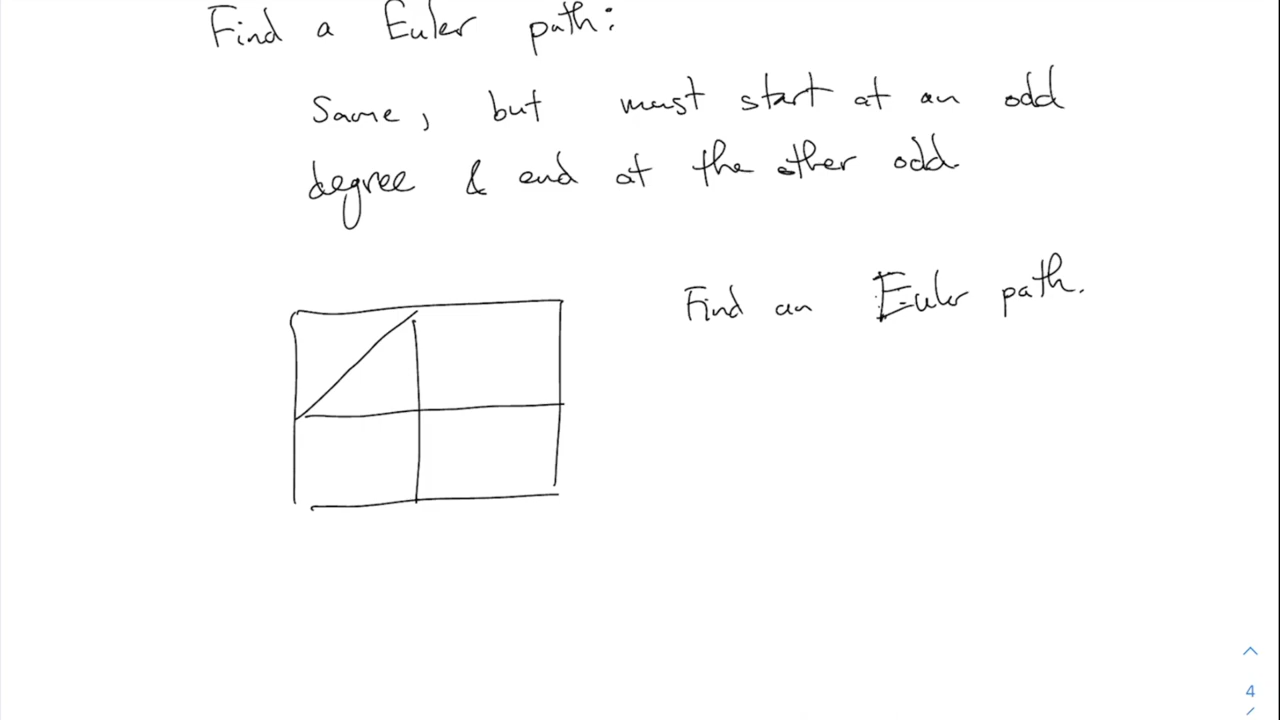 Find a Euler path:
Same, but must start at an odd
degree & end at the other odd
Find an Euler path.
4